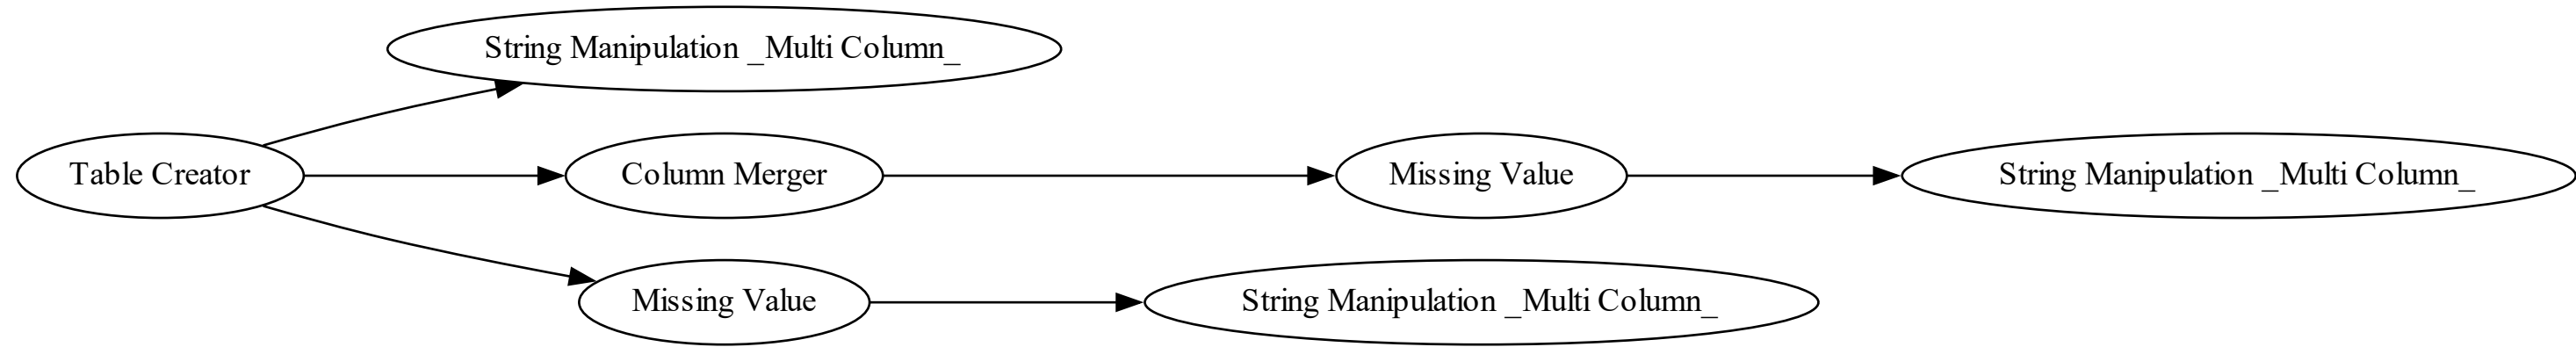 String Manipulation _Multi Column_
Table Creator
Column Merger
Missing Value
String Manipulation _Multi Column_
Missing Value
String Manipulation _Multi Column_